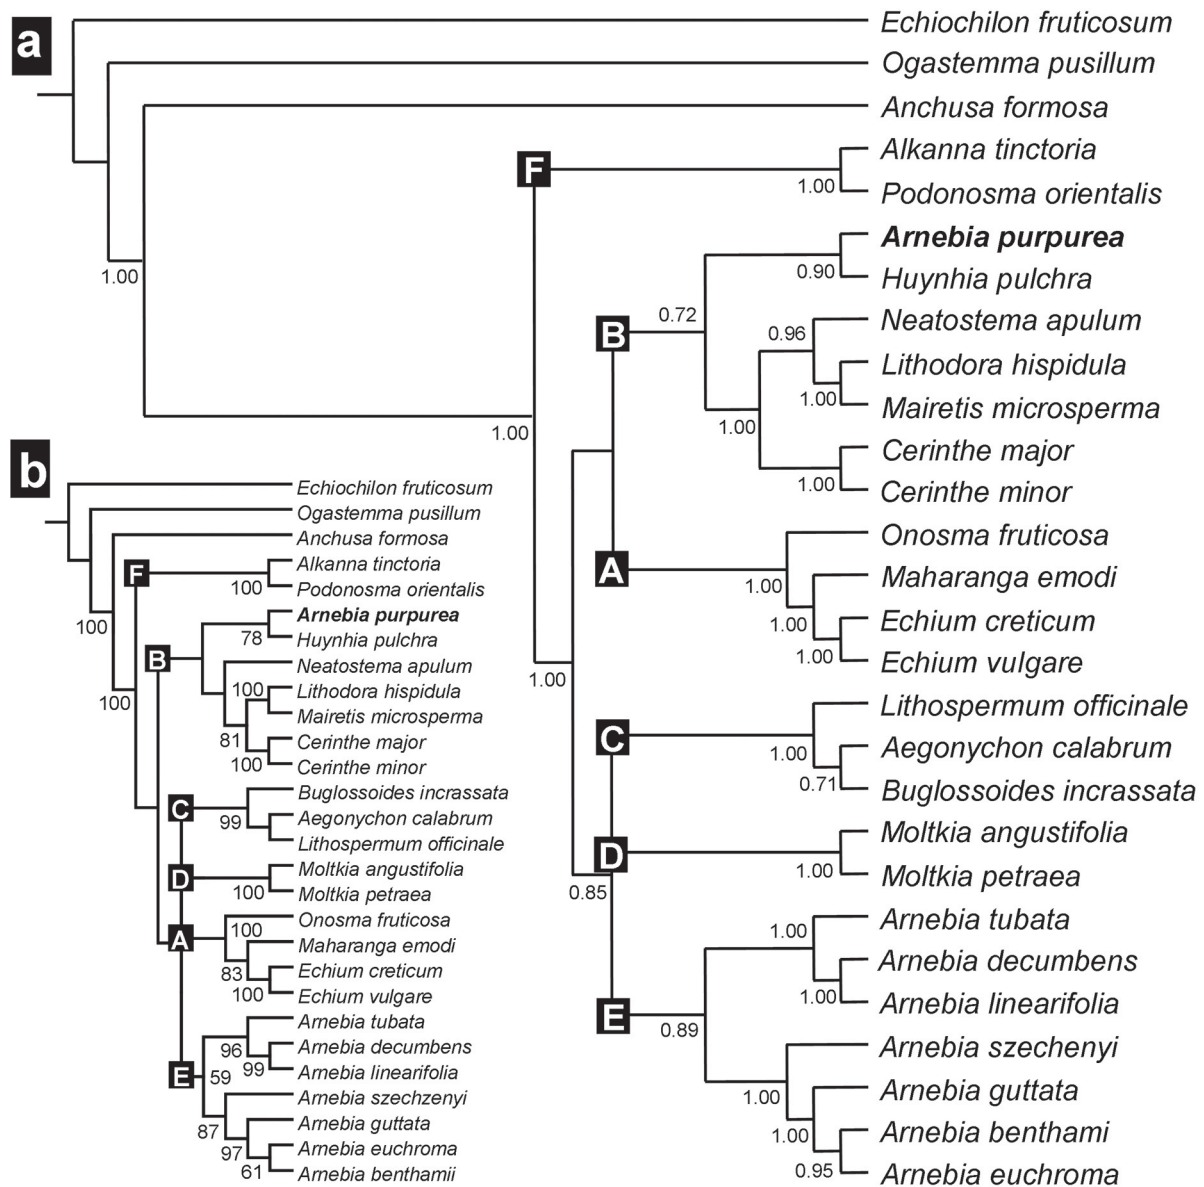 a
Echiochilon fruticosum
Ogastemma pusillum
Anchusa formosa
F
Alkanna tinctoria
1.00
Podonosma orientalis
Arnebia purpurea
1.00
0.90
Huynhia pulchra
0.72
B
0.96
Neatostema apulum
Lithodora hispidula
1.00
Mairetis microsperma
1.00
1.00
Cerinthe major
1.00
Cerinthe minor
Onosma fruticosa
A
1.00
Maharanga emodi
1.00
Echium creticum
1.00
Echium vulgare
1.00
Lithospermum officinale
C
1.00
Aegonychon calabrum
0.71
Buglossoides incrassata
Moltkia angustifolia
D
1.00
Moltkia petraea
0.85
Arnebia tubata
1.00
Arnebia decumbens
1.00
Arnebia linearifolia
E
0.89
Arnebia szechenyi
1.00
Arnebia guttata
1.00
Arnebia benthami
0.95
Arnebia euchroma
b
Echiochilon fruticosum
Ogastemma pusillum
Anchusa formosa
F
Alkanna tinctoria
100
Podonosma orientalis
Arnebia purpurea
100
78
Huynhia pulchra
B
Neatostema apulum
100
Lithodora hispidula
100
Mairetis microsperma
81
Cerinthe major
100
Cerinthe minor
Buglossoides incrassata
C
99
Aegonychon calabrum
Lithospermum officinale
Moltkia angustifolia
D
100
Moltkia petraea
Onosma fruticosa
100
A
Maharanga emodi
83
Echium creticum
100
Echium vulgare
Arnebia tubata
96
Arnebia decumbens
99
Arnebia linearifolia
E
59
Arnebia szechzenyi
Arnebia guttata
87
97
Arnebia euchroma
61
Arnebia benthamii